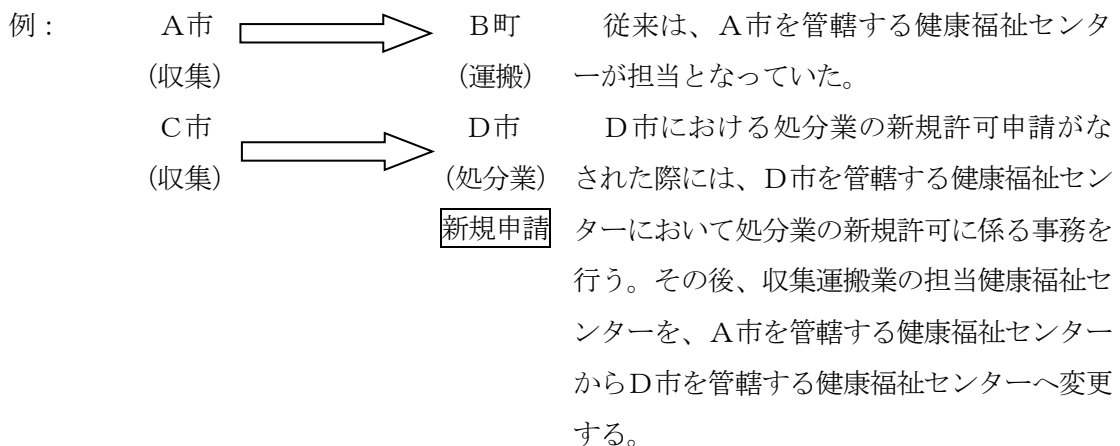 例： A市 B町 従来は、A市を管轄する健康福祉センタ
(収集) (運搬) ーが担当となっていた。
C市 D市 D市における処分業の新規許可申請がな
(収集) (処分業) された際には、D市を管轄する健康福祉セン
新規申請 ターにおいて処分業の新規許可に係る事務を
行う。その後、収集運搬業の担当健康福祉セ
ンターを、A市を管轄する健康福祉センター
からD市を管轄する健康福祉センターへ変更
する。